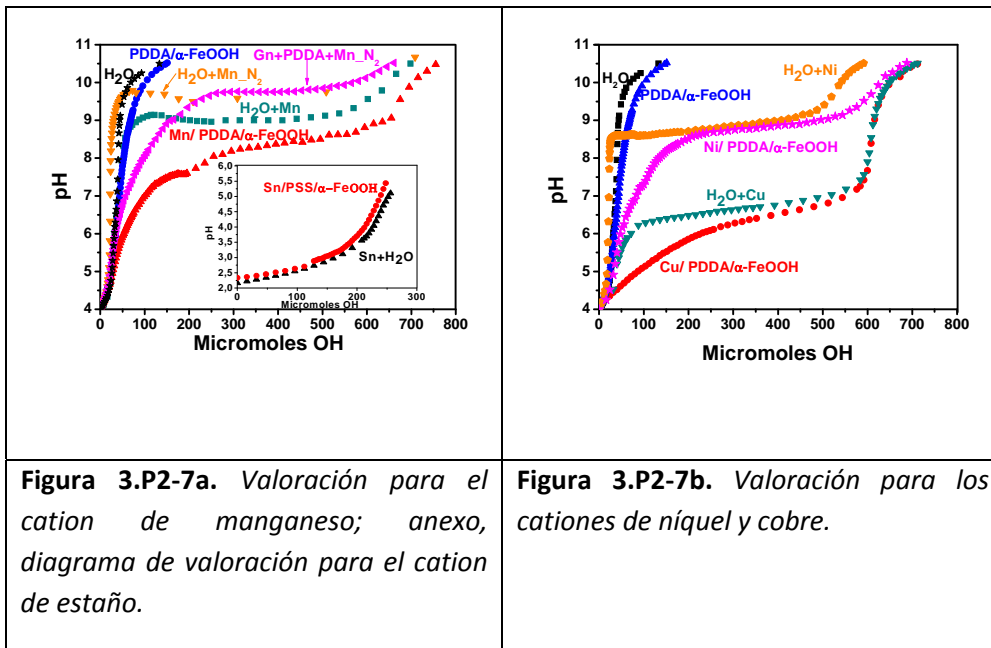 11
10
9
8
7
6
5
4
pH
PDDA/α-FeOOH
Gn+PDDA+Mn_N2
H2O
H2O+Mn_N2
H2O+Mn
Mn/ PDDA/α-FeOOH
6,0
5,5
5,0
4,5
4,0
3,5
3,0
2,5
2,0
pH
Sn/PSS/α-FeOOH
Sn+H2O
0 100 200 300
Micromoles OH
0 100 200 300 400 500 600 700 800
Micromoles OH
11
10
9
8
7
6
5
4
pH
H2O
H2O+Ni
PDDA/α-FeOOH
Ni/ PDDA/α-FeOOH
H2O+Cu
Cu/ PDDA/α-FeOOH
0 100 200 300 400 500 600 700 800
Micromoles OH
Figura 3.P2-7a. Valoración para el
cation de manganeso; anexo,
diagrama de valoración para el cation
de estaño.
Figura 3.P2-7b. Valoración para los
cationes de níquel y cobre.